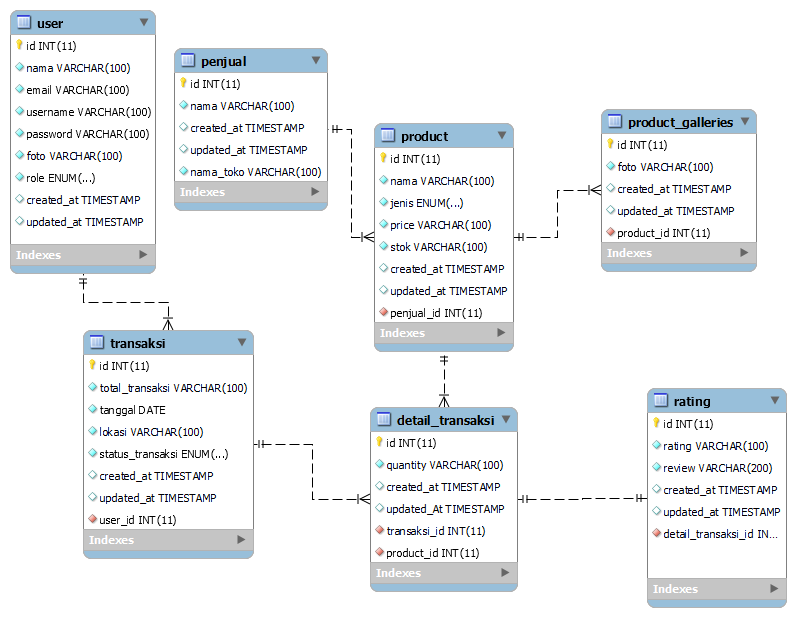 user
id INT(11)
nama VARCHAR(100)
email VARCHAR(100)
username VARCHAR(100)
password VARCHAR(100)
foto VARCHAR(100)
role ENUM(...)
created_at TIMESTAMP
updated_at TIMESTAMP
Indexes
penjual
id INT(11)
nama VARCHAR(100)
created_at TIMESTAMP
updated_at TIMESTAMP
nama_toko VARCHAR(100)
Indexes
product
id INT(11)
nama VARCHAR(100)
jenis ENUM(...)
price VARCHAR(100)
stok VARCHAR(100)
created_at TIMESTAMP
updated_at TIMESTAMP
penjual_id INT(11)
Indexes
product_galleries
id INT(11)
foto VARCHAR(100)
created_at TIMESTAMP
updated_at TIMESTAMP
product_id INT(11)
Indexes
transaksi
id INT(11)
total_transaksi VARCHAR(100)
tanggal DATE
lokasi VARCHAR(100)
status_transaksi ENUM(...)
created_at TIMESTAMP
updated_at TIMESTAMP
user_id INT(11)
Indexes
detail_transaksi
id INT(11)
quantity VARCHAR(100)
created_at TIMESTAMP
updated_At TIMESTAMP
transaksi_id INT(11)
product_id INT(11)
Indexes
rating
id INT(11)
rating VARCHAR(100)
review VARCHAR(200)
created_at TIMESTAMP
updated_at TIMESTAMP
detail_transaksi_id IN...
Indexes